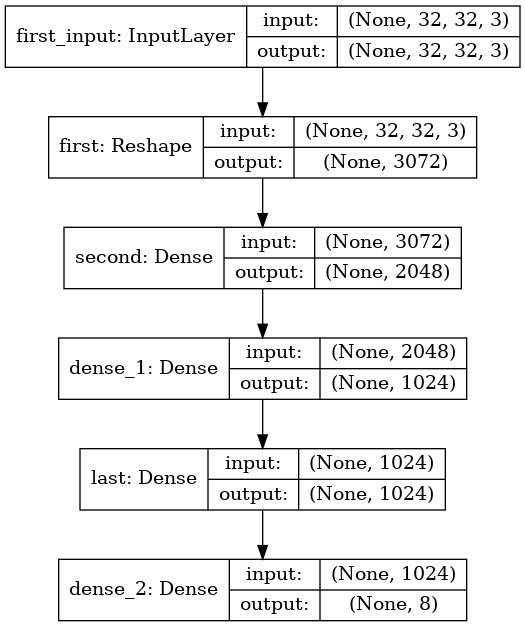 first_input: InputLayer
input:
(None, 32, 32, 3)
output:
(None, 32, 32, 3)
first: Reshape
input:
(None, 32, 32, 3)
output:
(None, 3072)
second: Dense
input:
(None, 3072)
output:
(None, 2048)
dense_1: Dense
input:
(None, 2048)
output:
(None, 1024)
last: Dense
input:
(None, 1024)
output:
(None, 1024)
dense_2: Dense
input:
(None, 1024)
output:
(None, 8)